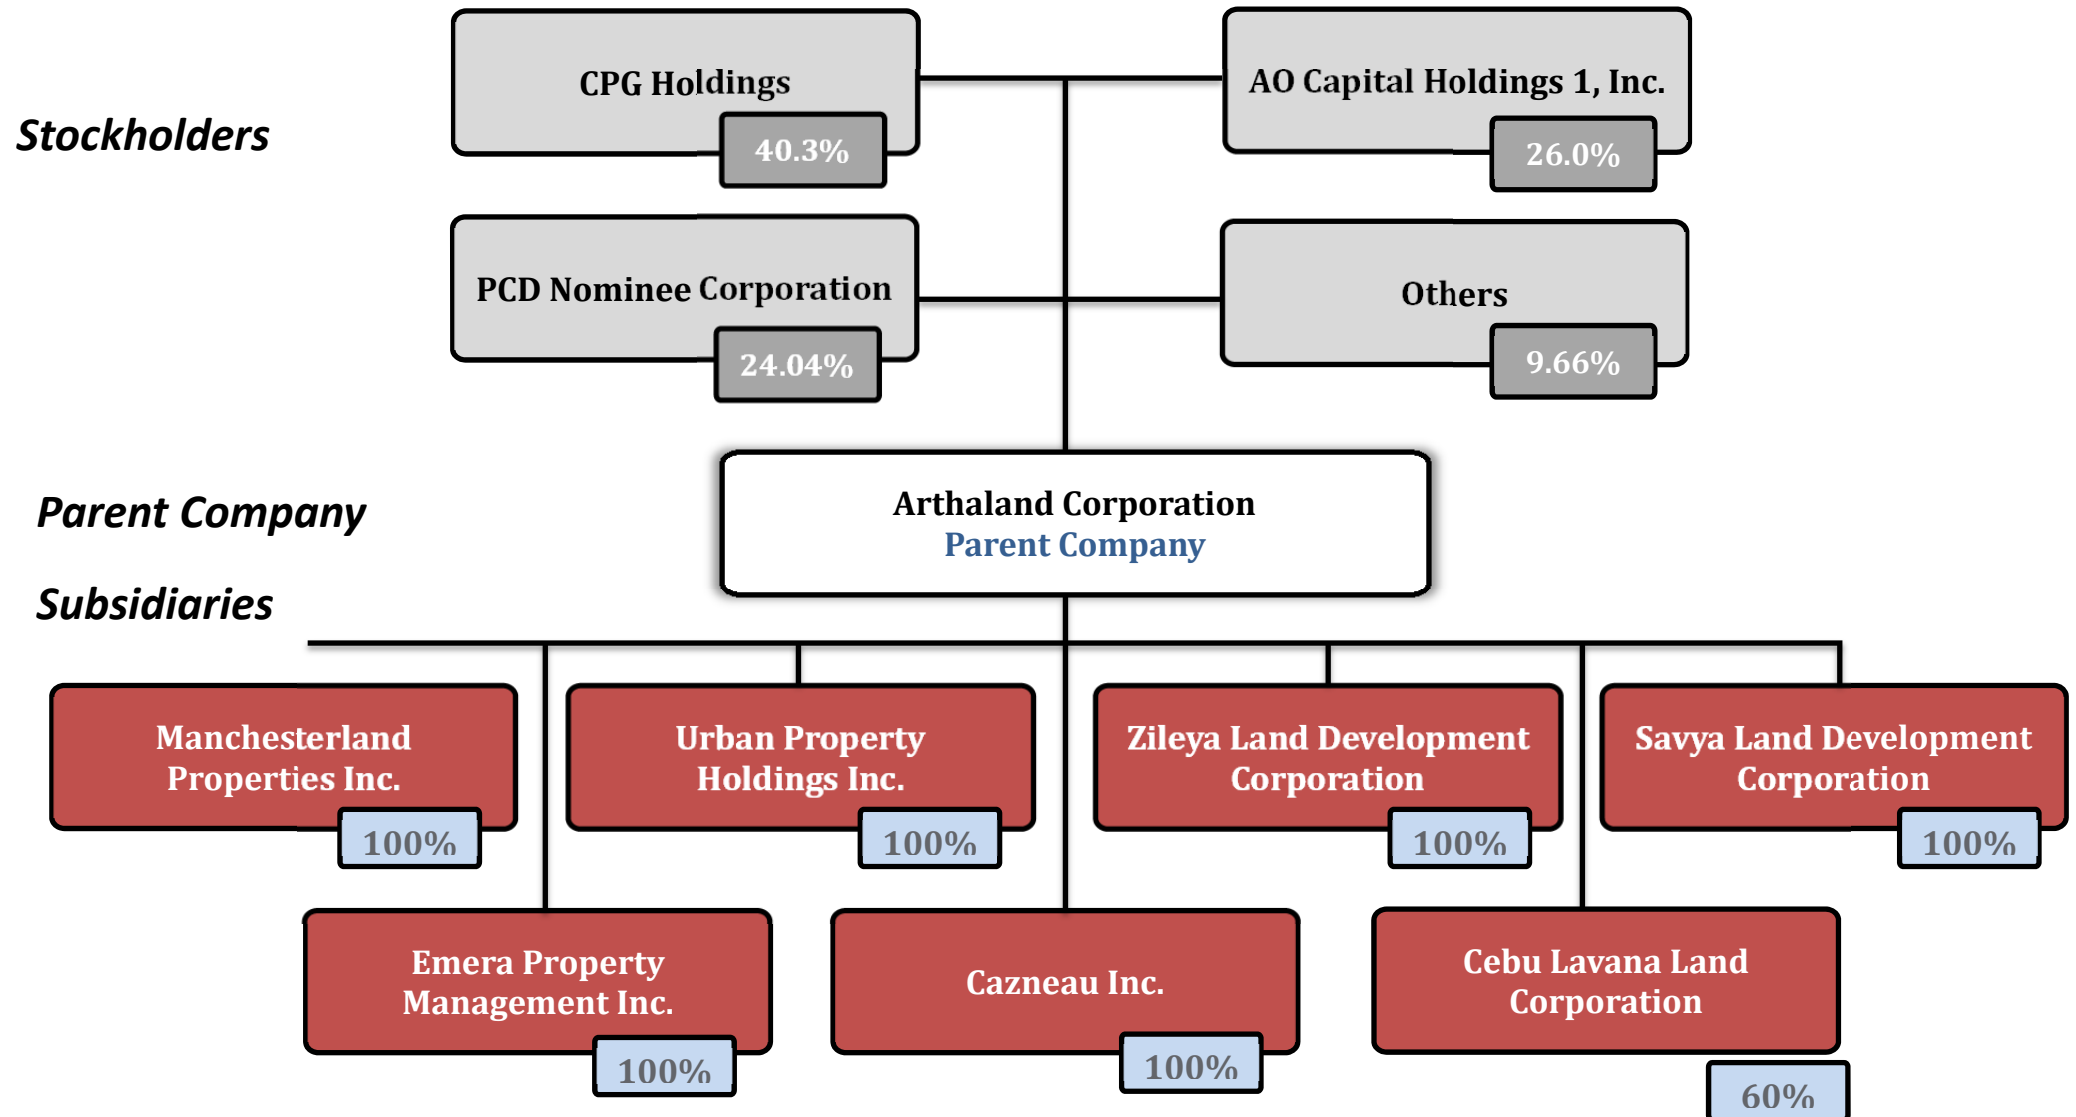 CPG Holdings
40.3%
AO Capital Holdings 1, Inc.
26.0%
Stockholders
PCD Nominee Corporation
24.04%
Others
9.66%
Arthaland Corporation
Parent Company
Parent Company
Subsidiaries
Manchesterland
Properties Inc.
100%
Urban Property
Holdings Inc.
100%
Zileya Land Development
Corporation
100%
Savya Land Development
Corporation
100%
Emera Property
Management Inc.
100%
Cazneau Inc.
100%
Cebu Lavana Land
Corporation
60%